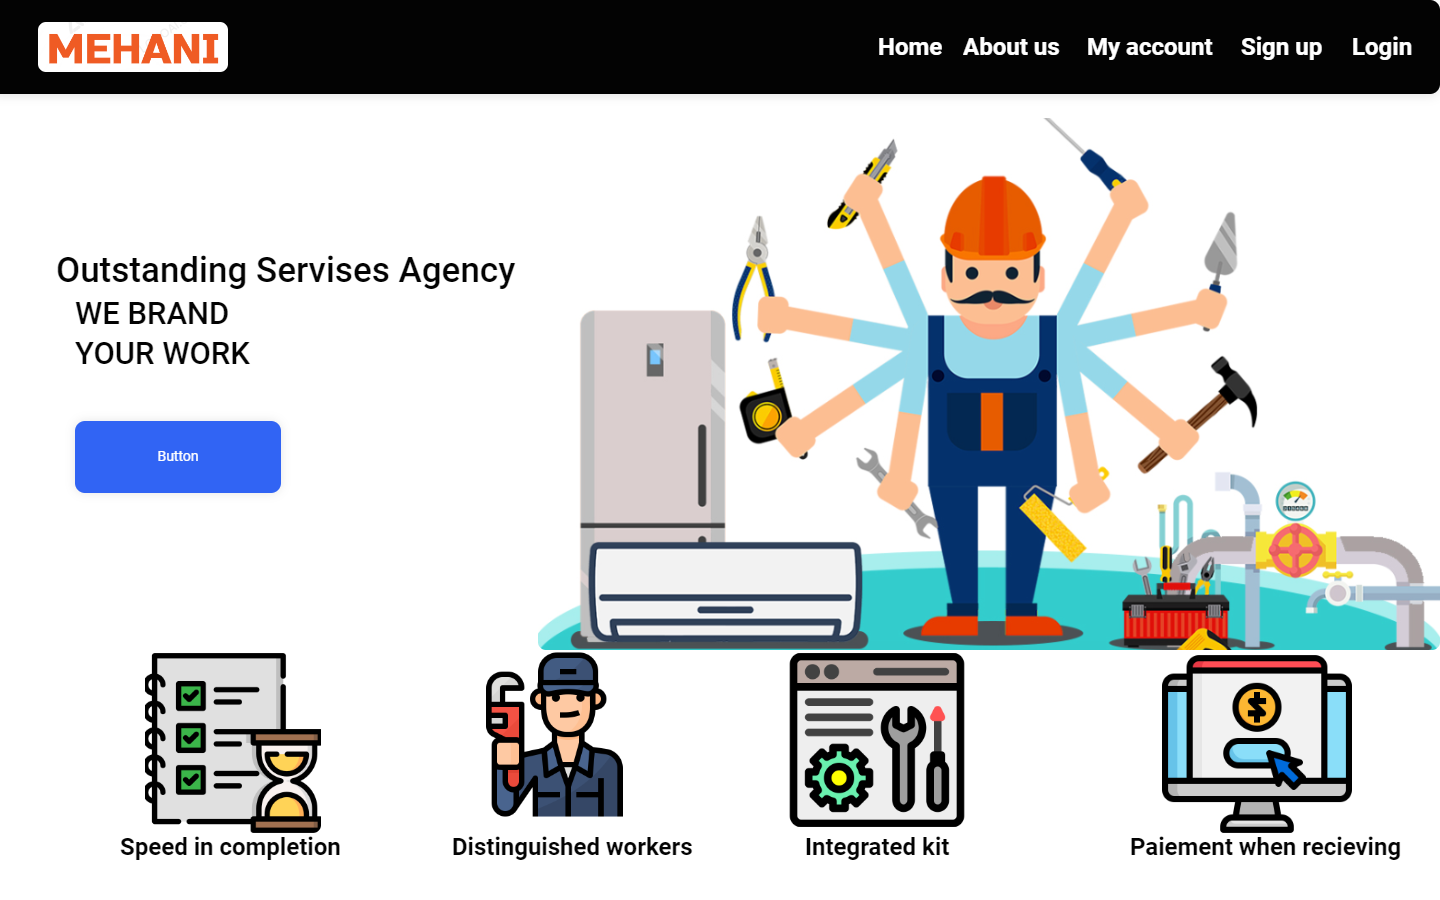 MEHANI
Home About us My account Sign up Login
Outstanding Servises Agency
WE BRAND
YOUR WORK
Button
Speed in completion
Distinguished workers
Integrated kit
Paiement when recieving